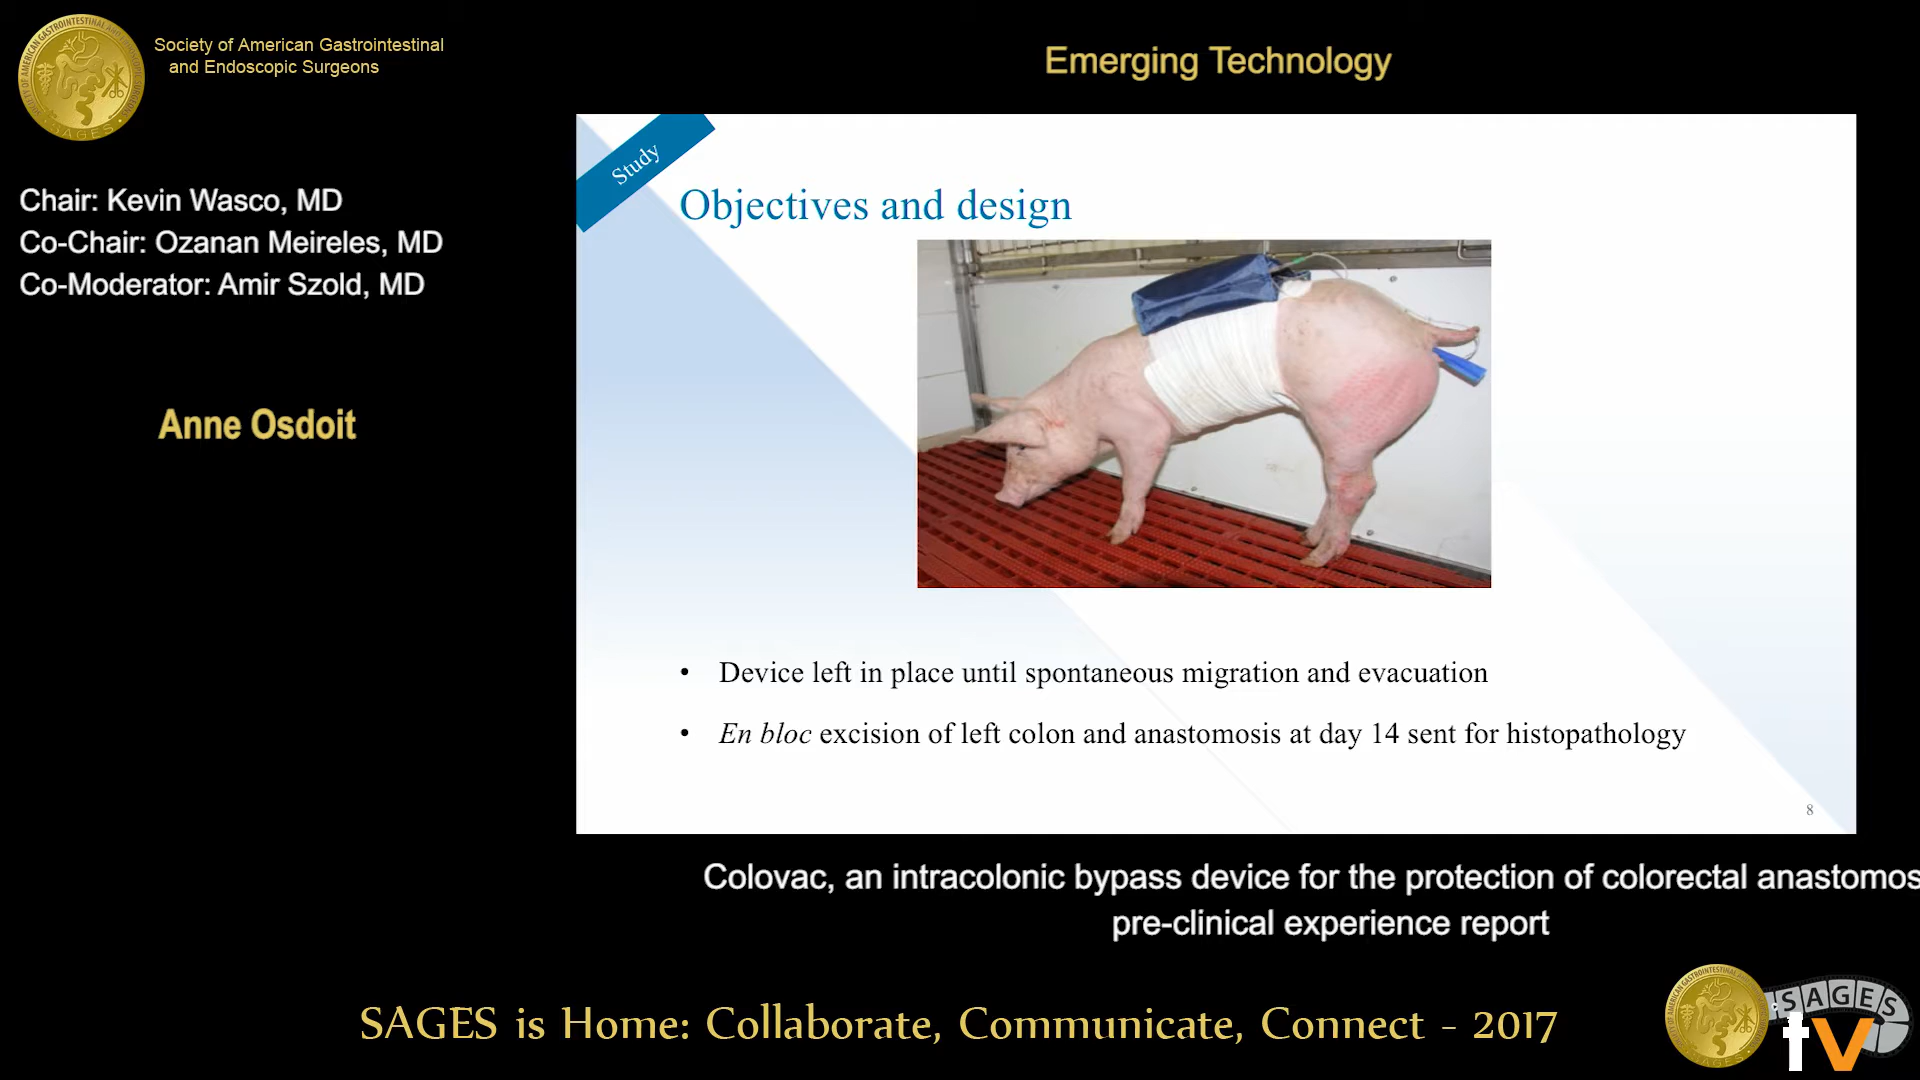 Society of American Gastrointestinal
and Endoscopic Surgeons
Emerging Technology
Chair: Kevin Wasco, MD
Co-Chair: Ozanan Meireles, MD
Co-Moderator: Amir Szold, MD
Anne Osdoit
Study
Objectives and design
• Device left in place until spontaneous migration and evacuation
• En bloc excision of left colon and anastomosis at day 14 sent for histopathology
8
Colovac, an intracolonic bypass device for the protection of colorectal anastomos
pre-clinical experience report
SAGES is Home: Collaborate, Communicate, Connect - 2017
SAGES
tv